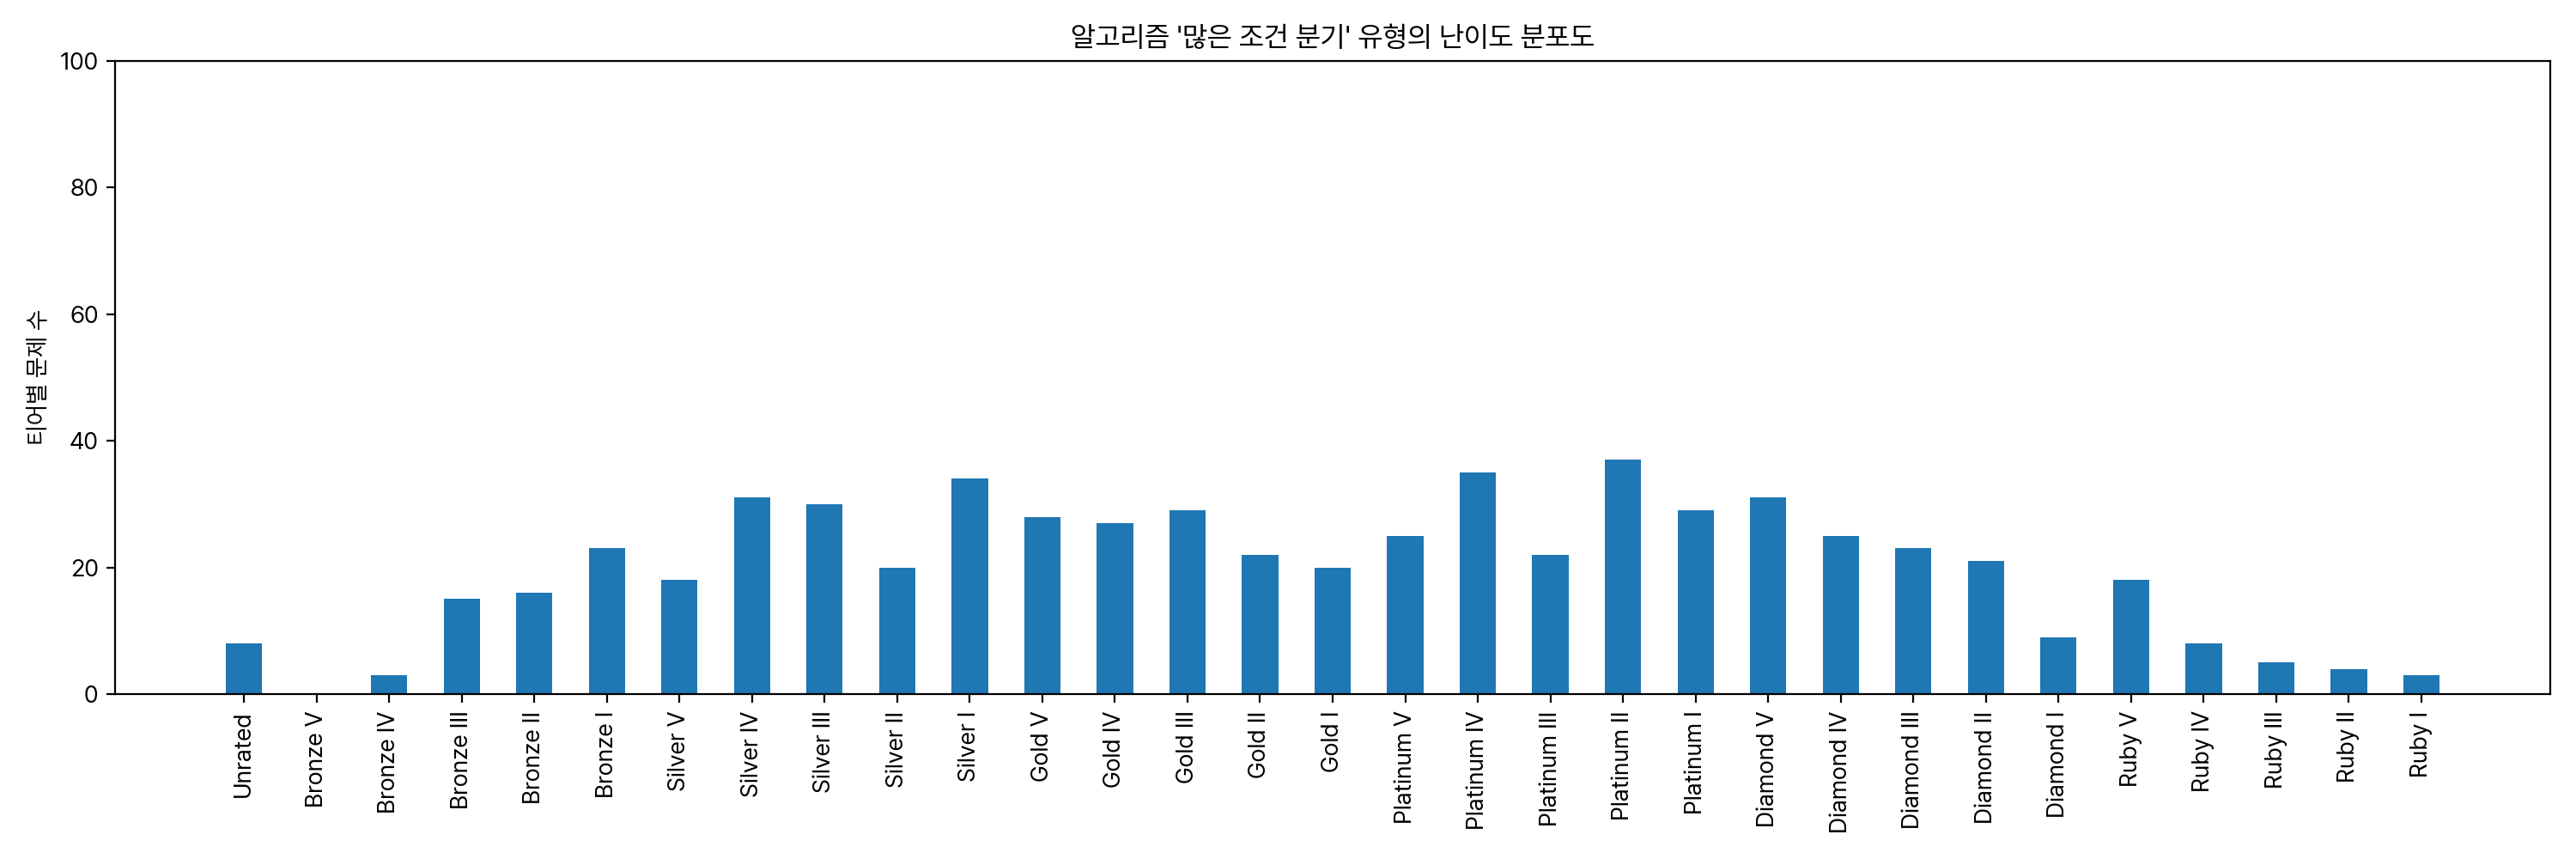 알고리즘 '많은 조건 분기' 유형의 난이도 분포도
티어별 문제 수
100
80
60
40
20
0
Unrated
Bronze V
Bronze IV
Bronze III
Bronze II
Bronze I
Silver V
Silver IV
Silver III
Silver II
Silver I
Gold V
Gold IV
Gold III
Gold II
Gold I
Platinum V
Platinum IV
Platinum III
Platinum II
Platinum I
Diamond V
Diamond IV
Diamond III
Diamond II
Diamond I
Ruby V
Ruby IV
Ruby III
Ruby II
Ruby I